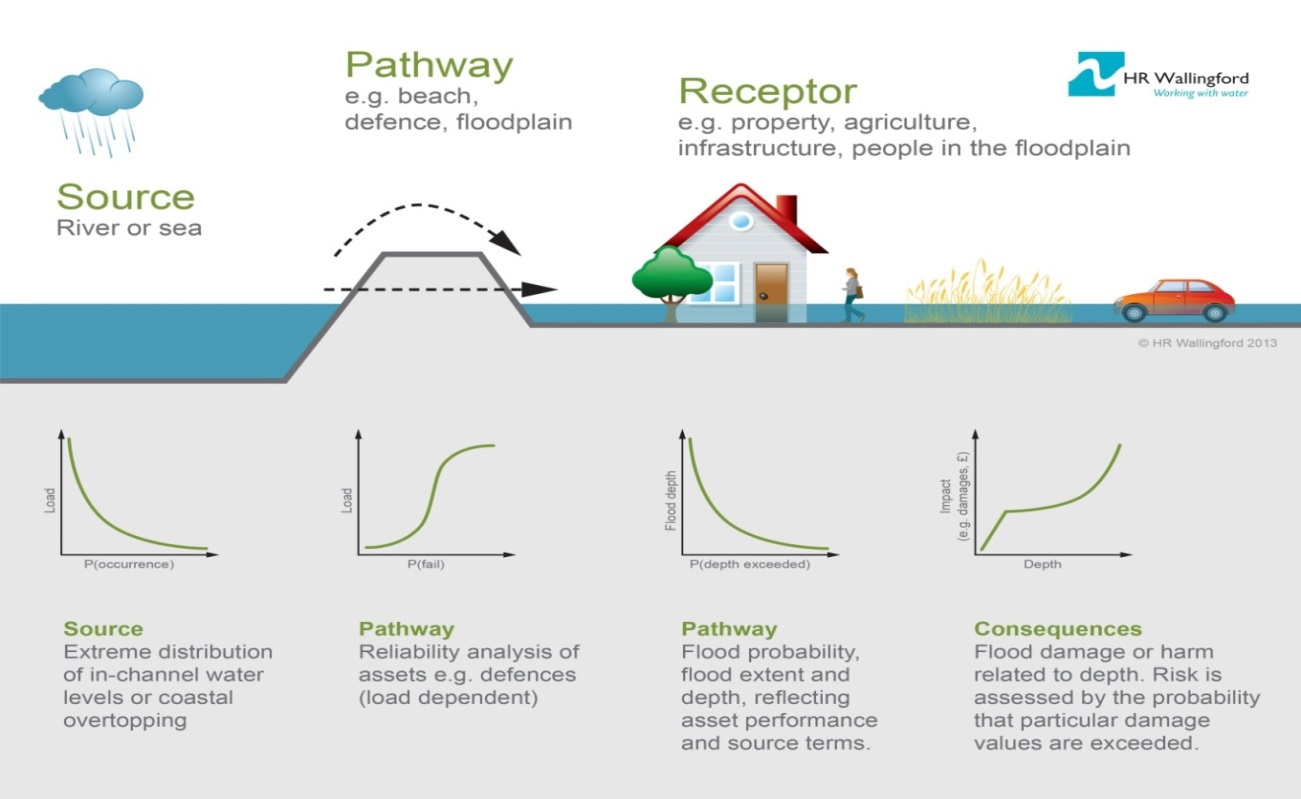 Pathway
e.g. beach,
defence, floodplain
Receptor
e.g. property, agriculture,
infrastructure, people in the floodplain
HR Wallingford
Working with water
Source
River or sea
© HR Wallingford 2013
Load
P(occurrence)
Load
P(fail)
Flood depth
P(depth exceeded)
Impact
(e.g. damages, £)
Depth
Source
Extreme distribution
of in-channel water
levels or coastal
overtopping
Pathway
Reliability analysis of
assets e.g. defences
(load dependent)
Pathway
Flood probability,
flood extent and
depth, reflecting
asset performance
and source terms.
Consequences
Flood damage or harm
related to depth. Risk is
assessed by the probability
that particular damage
values are exceeded.